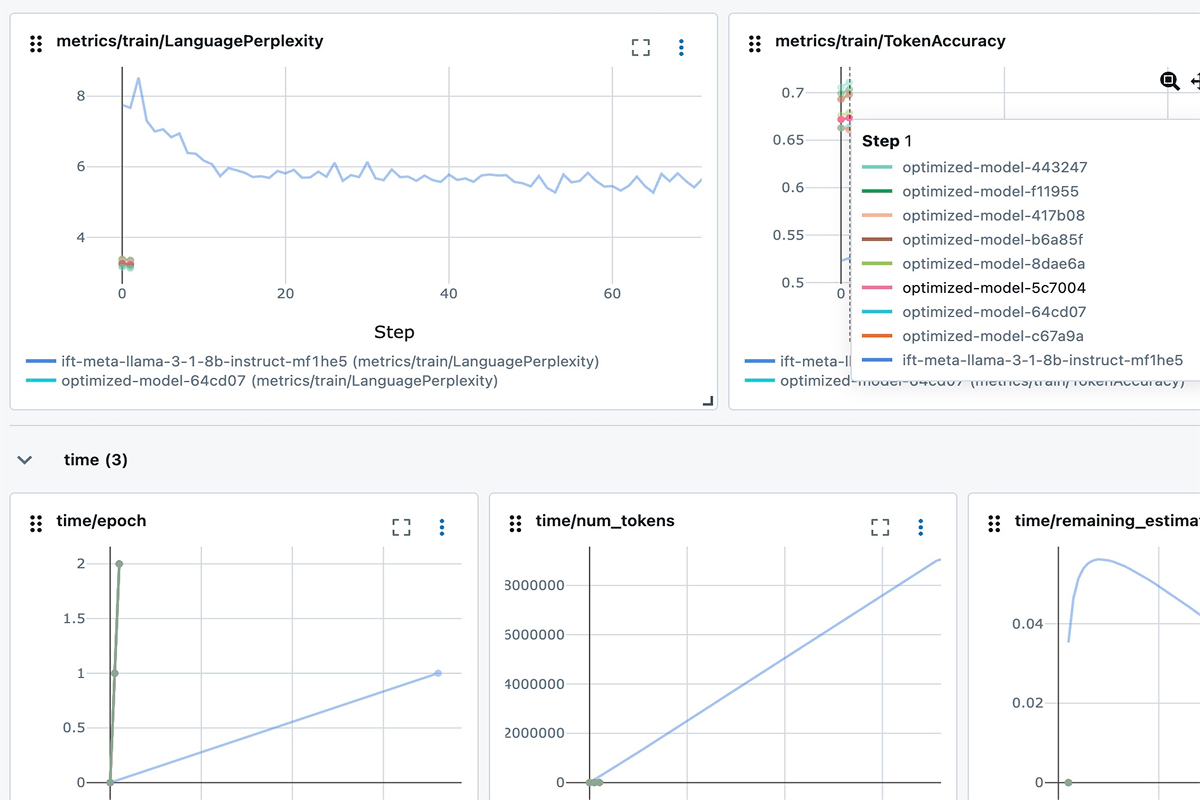 metrics/train/LanguagePerplexity
8
6
4
0
20
40
60
Step
ift-meta-llama-3-1-8b-instruct-mf1he5 (metrics/train/LanguagePerplexity)
optimized-model-64cd07 (metrics/train/LanguagePerplexity)
metrics/train/TokenAccuracy
0.7
0.65
0.6
0.55
0.5
0
Step 1
optimized-model-443247
optimized-model-f11955
optimized-model-417b08
optimized-model-b6a85f
optimized-model-8dae6a
optimized-model-5c7004
optimized-model-64cd07
optimized-model-c67a9a
ift-meta-llama-3-1-8b-instruct-mf1he5
ift-meta-ll
optimized-model-64cd07 (metrics/train/TokenAccuracy)
time (3)
time/epoch
2
1.5
1
0.5
0
time/num_tokens
8000000
6000000
4000000
2000000
0
time/remaining_estima
0.04
0.02
0